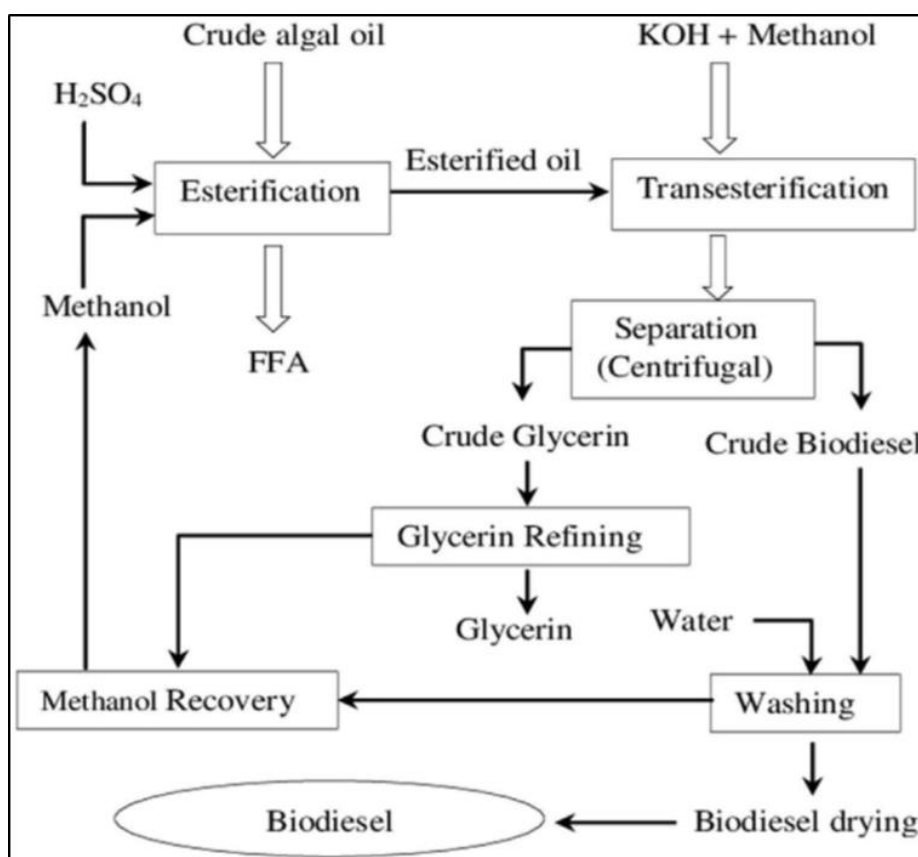 Crude algal oil
KOH + Methanol
H₂SO₄
Esterified oil
Esterification
Transesterification
Methanol
FFA
Separation
(Centrifugal)
Crude Glycerin
Crude Biodiesel
Glycerin Refining
Glycerin
Water
Methanol Recovery
Washing
Biodiesel
Biodiesel drying